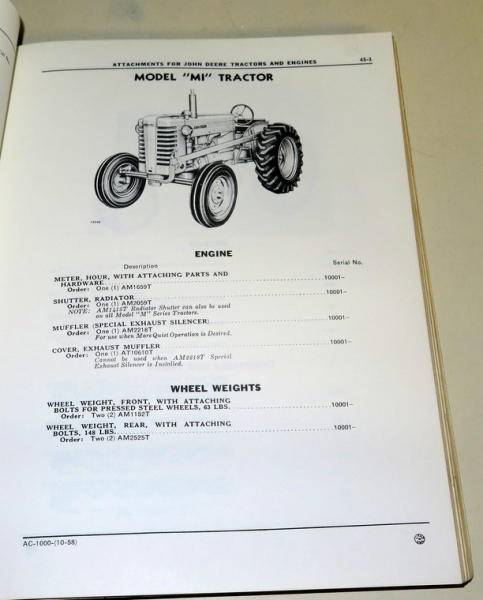 ATTACHMENTS FOR JOHN DEERE TRACTORS AND ENGINES 45-1
MODEL "MI" TRACTOR
ENGINE
Description Serial No.
METER, HOUR, WITH ATTACHING PARTS AND
HARDWARE 10001-
Order: One (1) AM1659T
SHUTTER, RADIATOR 10001-
Order: One (1) AM2059T
NOTE: AM1418T Radiator Shutter can also be used
on all Model "M" Series Tractors.
MUFFLER (SPECIAL EXHAUST SILENCER) 10001-
Order: One (1) AM2218T
For use when More Quiet Operation is Desired.
COVER, EXHAUST MUFFLER 10001-
Order: One (1) AT10610T
Cannot be used when AM2218T Special
Exhaust Silencer is Installed.
WHEEL WEIGHTS
WHEEL WEIGHT, FRONT, WITH ATTACHING
BOLTS FOR PRESSED STEEL WHEELS, 63 LBS. 10001-
Order: Two (2) AM1152T
WHEEL WEIGHT, REAR, WITH ATTACHING
BOLTS, 148 LBS. 10001-
Order: Two (2) AM2525T
AC-1000-(10-58)